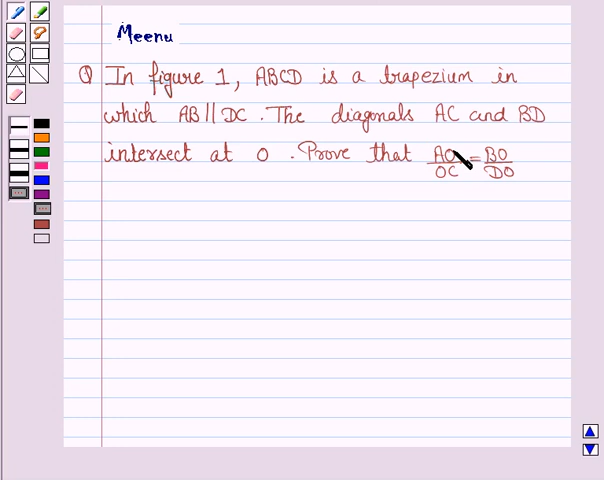 Meenu
Q In figure 1, ABCD is a trapezium in
which AB || DC. The diagonals AC and BD
intersect at O. Prove that AO/OC = BO/DO